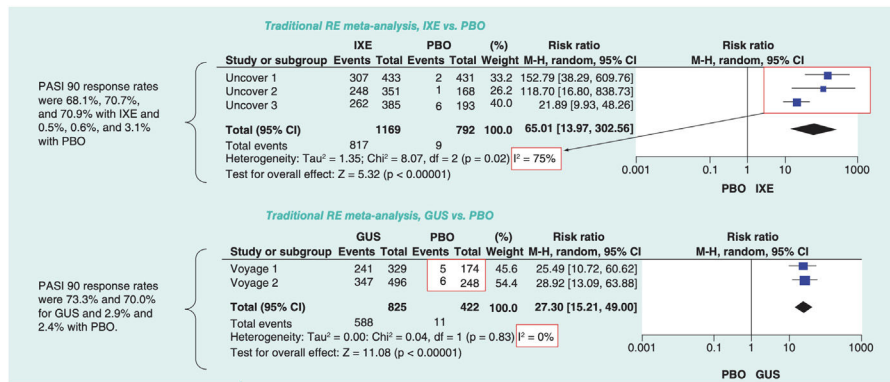 Traditional RE meta-analysis, IXE vs. PBO
IXE PBO (%) Risk ratio Risk ratio
Study or subgroup Events Total Events Total Weight M-H, random, 95% CI M-H, random, 95% CI
Uncover 1 307 433 2 431 33.2 152.79 [38.29, 609.76]
Uncover 2 248 351 1 168 26.2 118.70 [16.80, 838.73]
Uncover 3 262 385 6 193 40.0 21.89 [9.93, 48.26]
Total (95% CI) 1169 792 100.0 65.01 [13.97, 302.56]
Total events 817 9
Heterogeneity: Tau² = 1.35; Chi² = 8.07, df = 2 (p = 0.02) I² = 75%
Test for overall effect: Z = 5.32 (p < 0.00001)
PASI 90 response rates
were 68.1%, 70.7%,
and 70.9% with IXE and
0.5%, 0.6%, and 3.1%
with PBO
0.001 0.1 1 10 1000
PBO IXE
Traditional RE meta-analysis, GUS vs. PBO
GUS PBO (%) Risk ratio Risk ratio
Study or subgroup Events Total Events Total Weight M-H, random, 95% CI M-H, random, 95% CI
Voyage 1 241 329 5 174 45.6 25.49 [10.72, 60.62]
Voyage 2 347 496 6 248 54.4 28.92 [13.09, 63.88]
Total (95% CI) 825 422 100.0 27.30 [15.21, 49.00]
Total events 588 11
Heterogeneity: Tau² = 0.00: Chi² = 0.04, df = 1 (p = 0.83) I² = 0%
Test for overall effect: Z = 11.08 (p < 0.00001)
PASI 90 response rates
were 73.3% and 70.0%
for GUS and 2.9% and
2.4% with PBO.
0.001 0.1 1 10 1000
PBO GUS